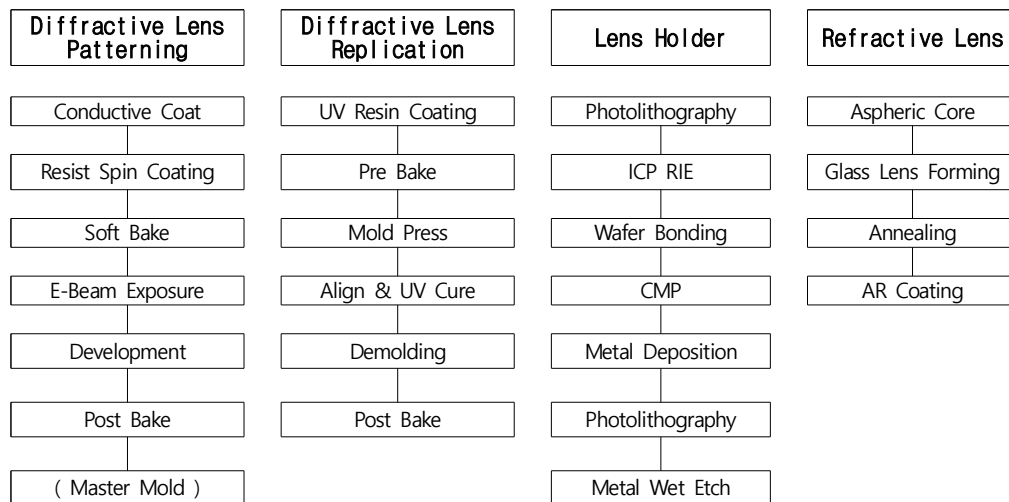 Diffractive Lens
Patterning
Conductive Coat
Resist Spin Coating
Soft Bake
E-Beam Exposure
Development
Post Bake
( Master Mold )
Diffractive Lens
Replication
UV Resin Coating
Pre Bake
Mold Press
Align & UV Cure
Demolding
Post Bake
Lens Holder
Photolithography
ICP RIE
Wafer Bonding
CMP
Metal Deposition
Photolithography
Metal Wet Etch
Refractive Lens
Aspheric Core
Glass Lens Forming
Annealing
AR Coating